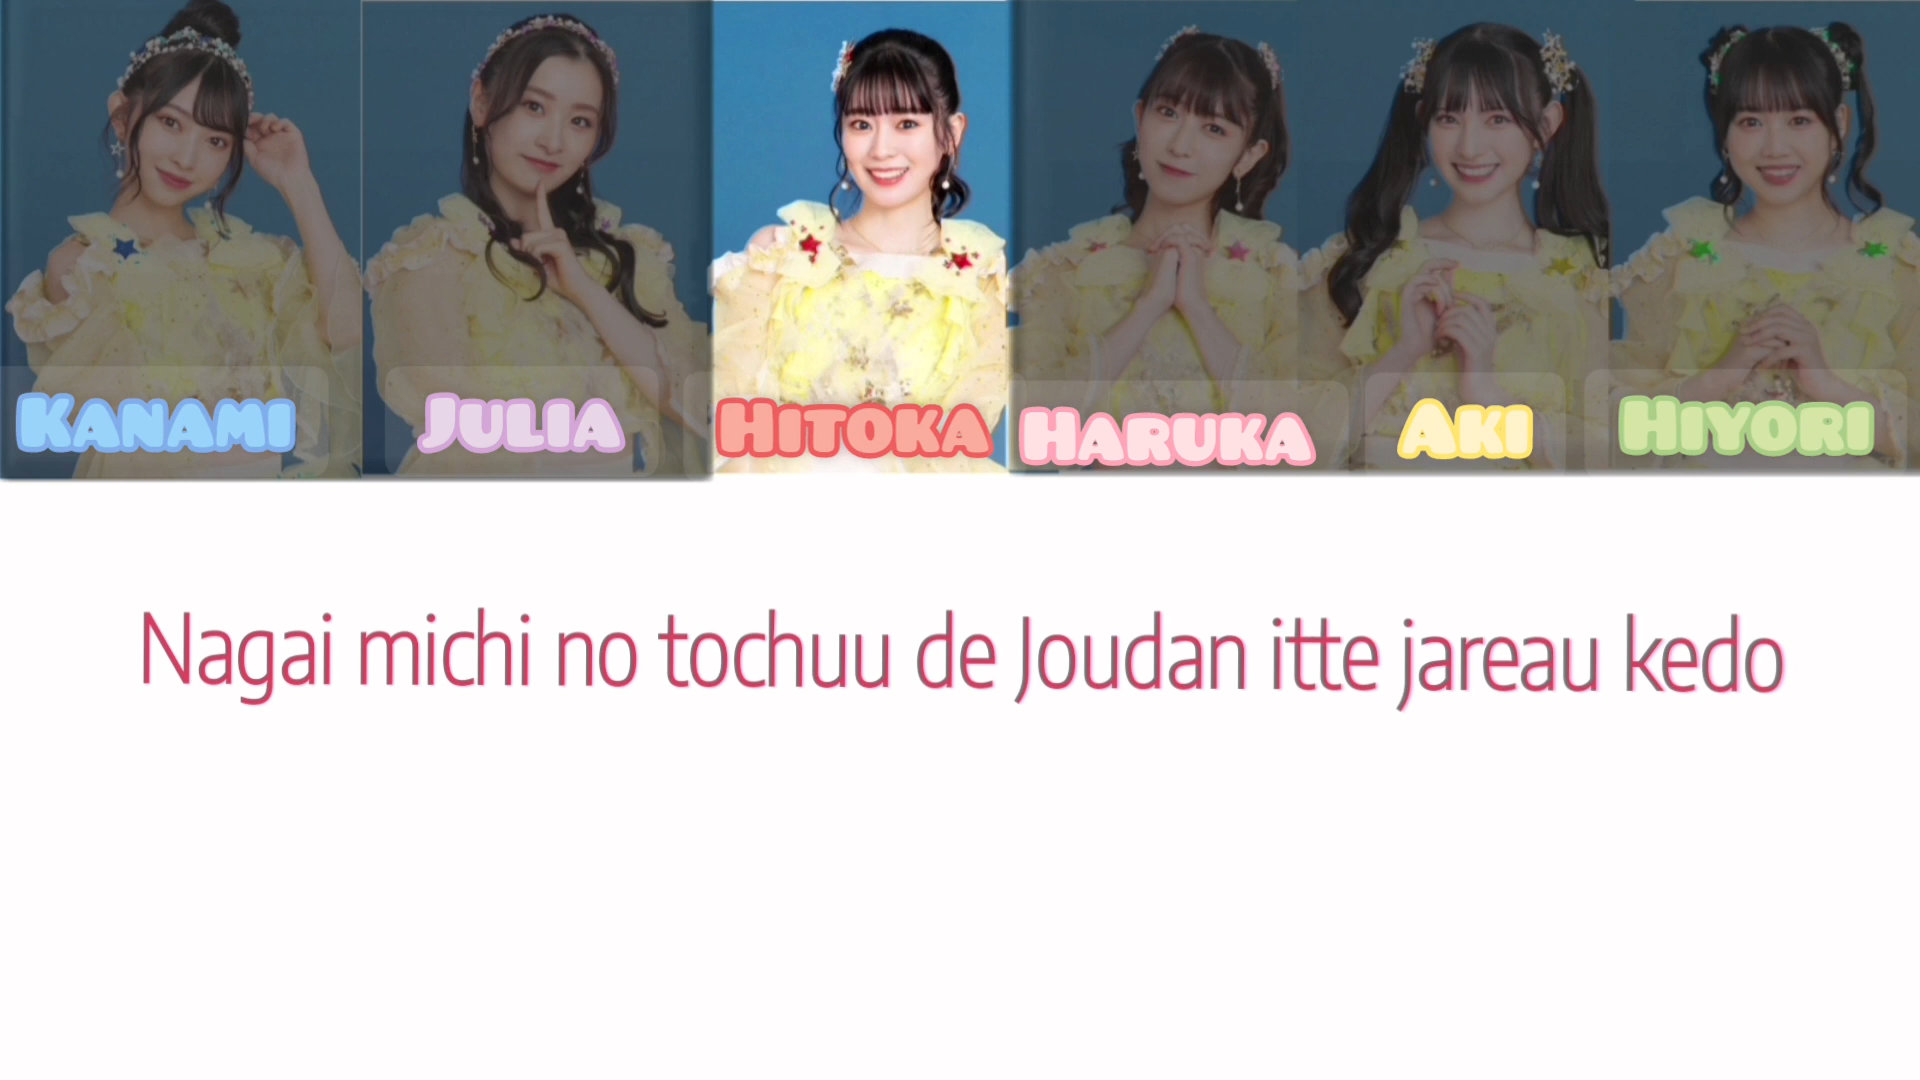 Kanami Julia Hitoka Haruka Aki Hiyori
Nagai michi no tochuu de Joudan itte jareau kedo